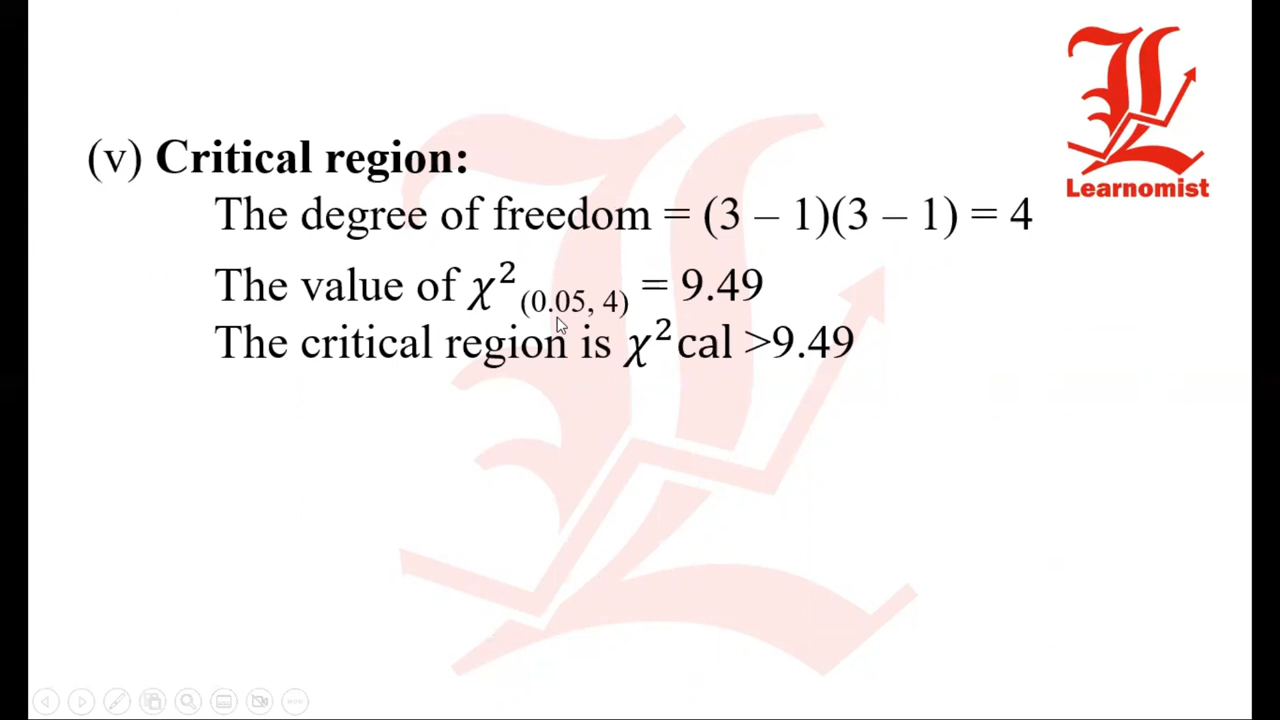 Learnomist
(v) Critical region:
The degree of freedom = (3 – 1)(3 – 1) = 4
The value of χ²₍₀.₀₅, ₄₎ = 9.49
The critical region is χ²cal >9.49